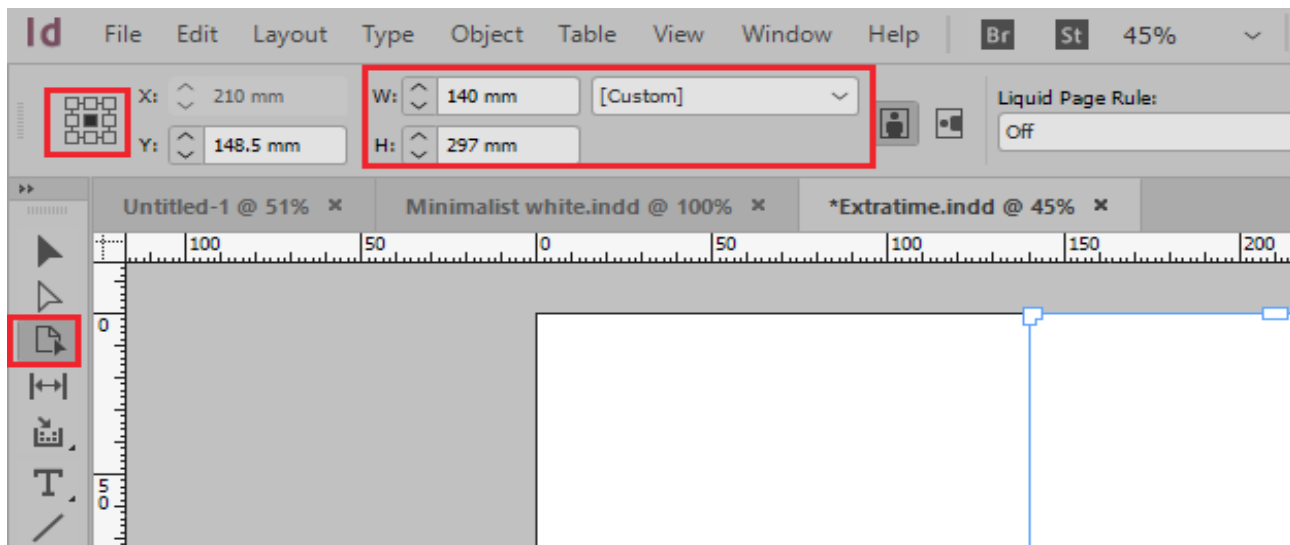 Id File Edit Layout Type Object Table View Window Help Br St 45%
X: 210 mm W: 140 mm [Custom] Liquid Page Rule:
Y: 148.5 mm H: 297 mm Off
Untitled-1 @ 51% × Minimalist white.indd @ 100% × *Extratime.indd @ 45% ×
100 50 0 50 100 150 200
0
T
50